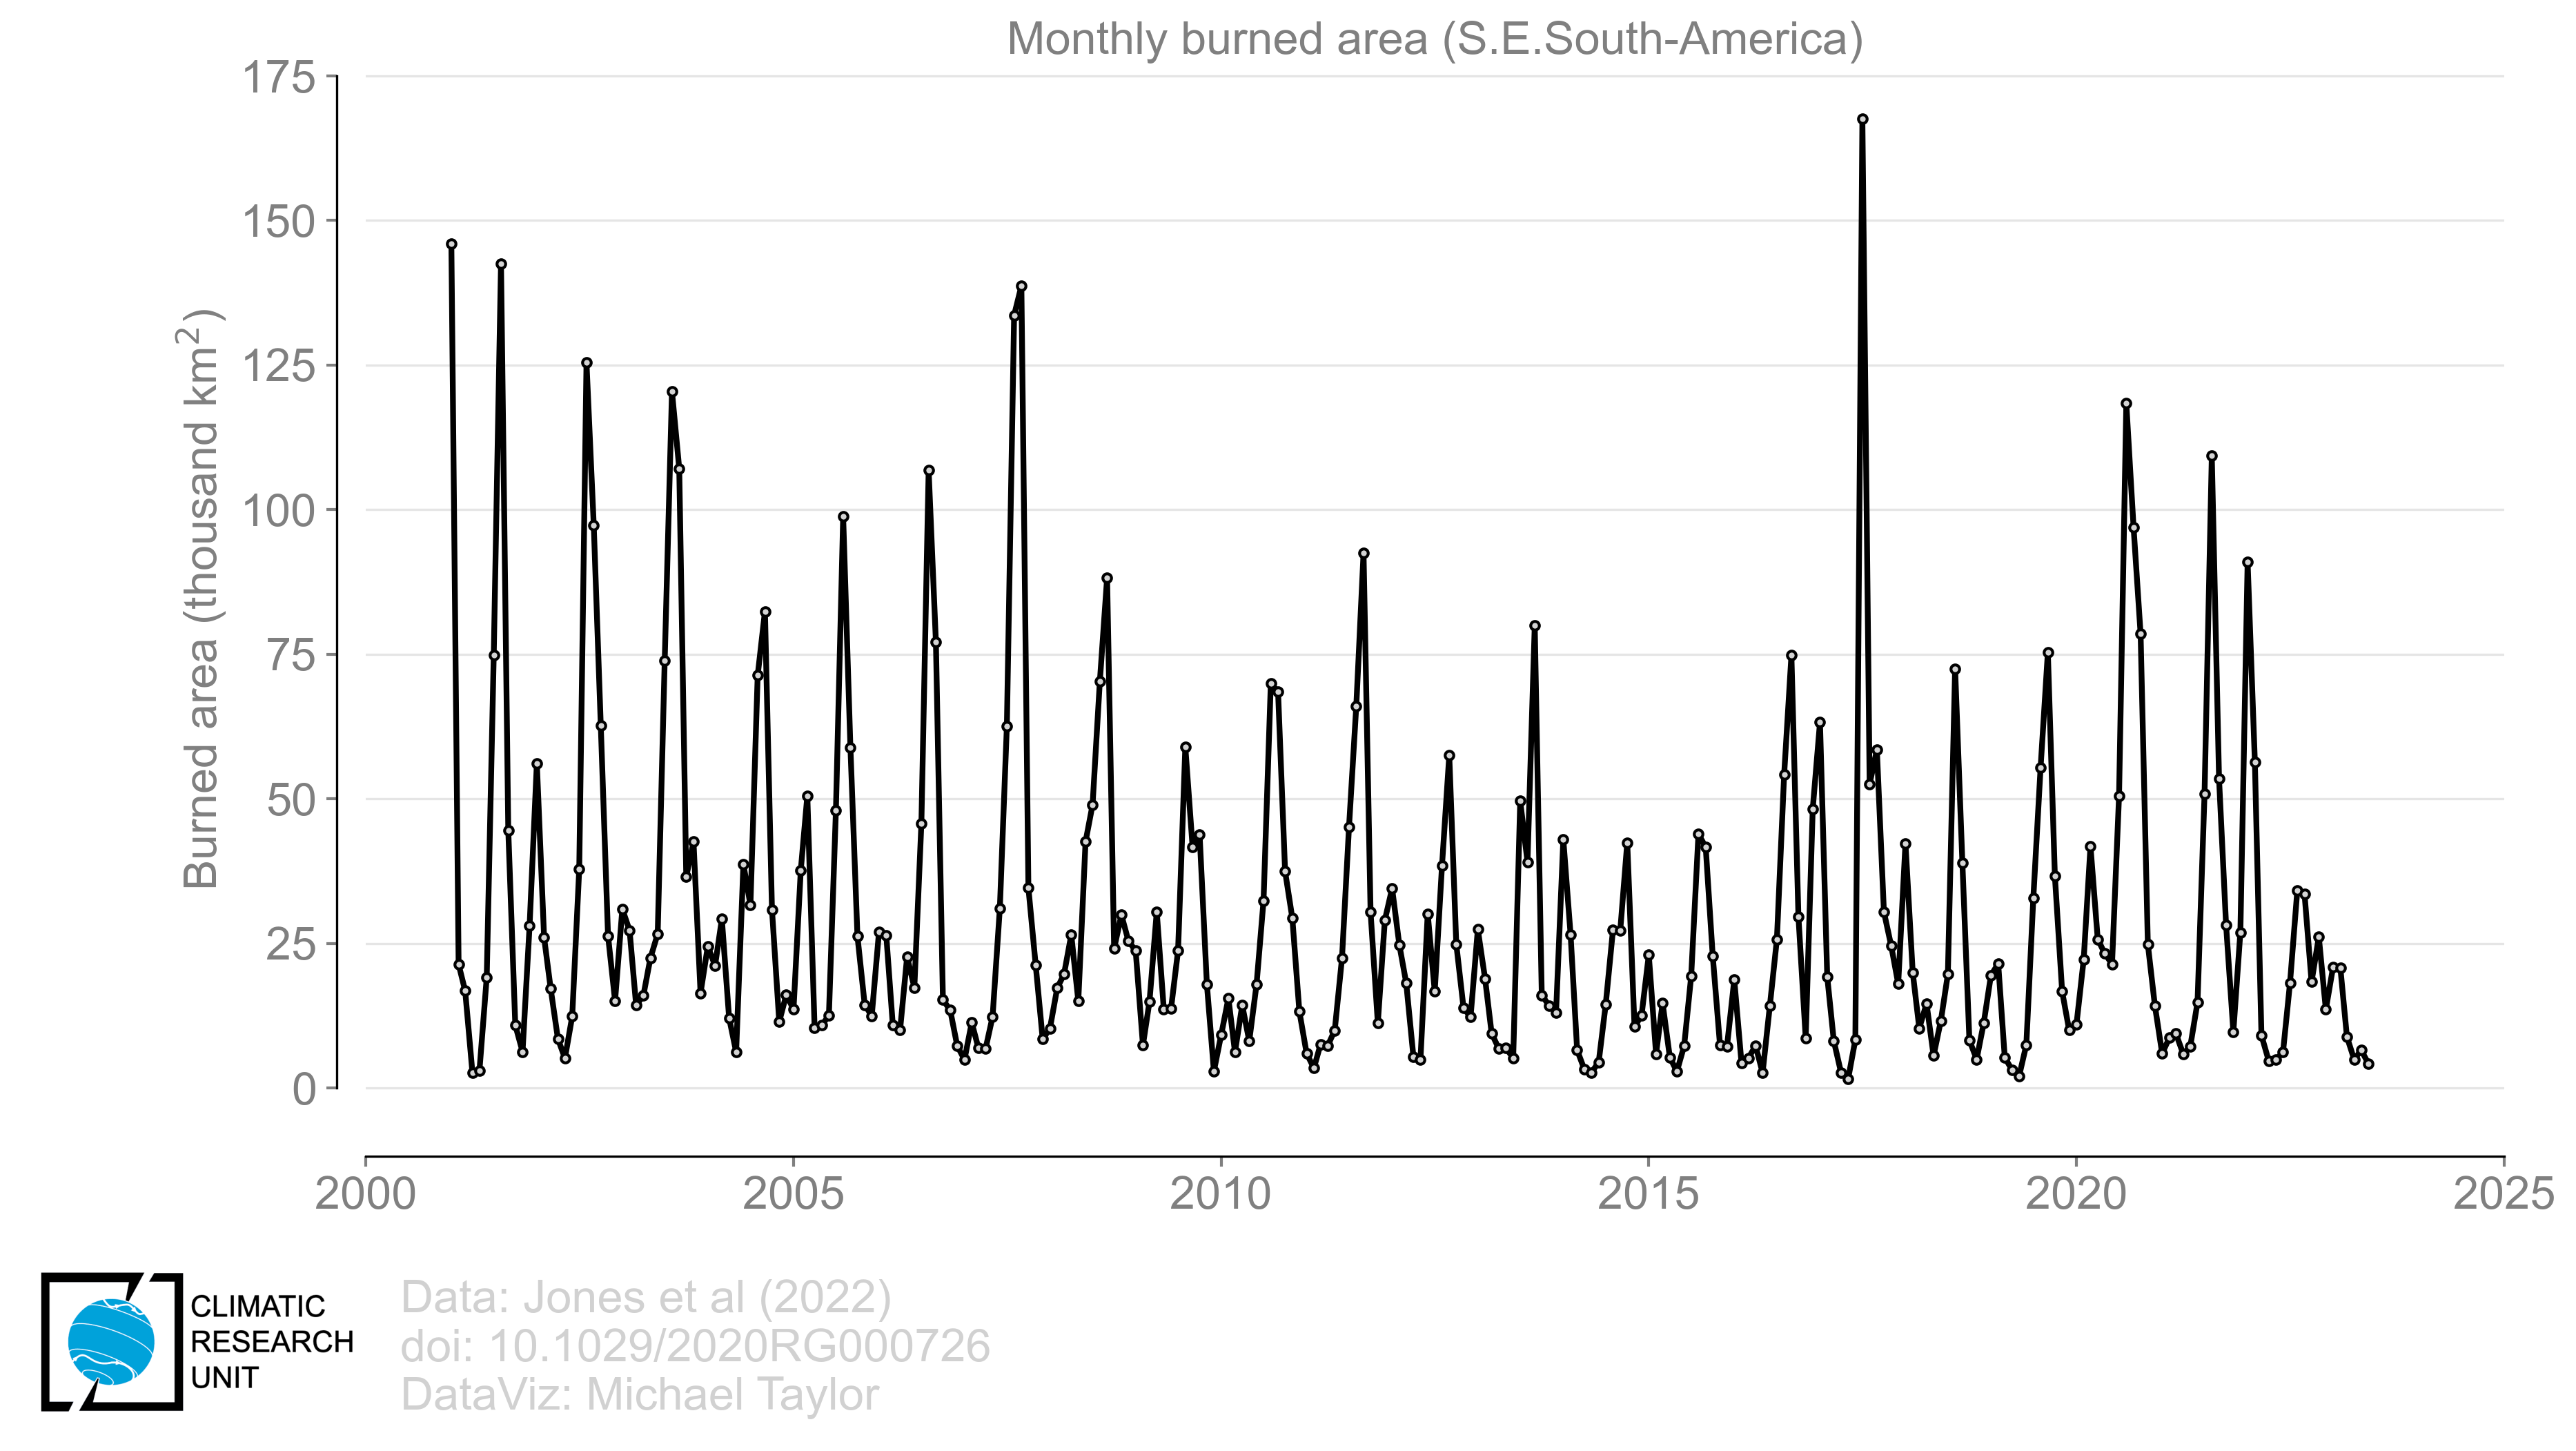 Monthly burned area (S.E.South-America)
175
150
125
100
75
50
25
0
Burned area (thousand km²)
2000
2005
2010
2015
2020
2025
CLIMATIC
RESEARCH
UNIT
Data: Jones et al (2022)
doi: 10.1029/2020RG000726
DataViz: Michael Taylor